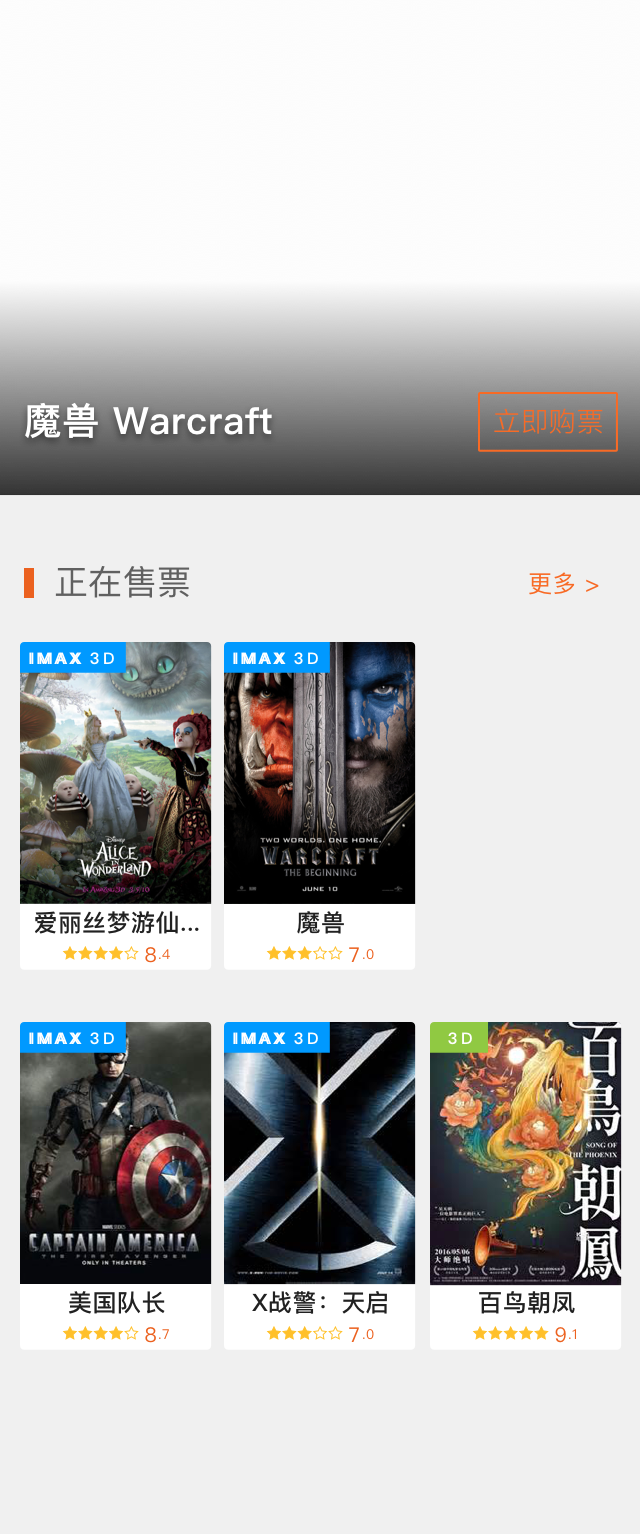 魔兽 Warcraft
立即购票
正在售票
更多 >
IMAX 3D
Disney
ALICE
IN
WONDERLAND
爱丽丝梦游仙...
8.4
IMAX 3D
TWO WORLDS. ONE HOME.
WARCRAFT
THE BEGINNING
JUNE 10
魔兽
7.0
IMAX 3D
MARVEL STUDIOS
CAPTAIN AMERICA
THE FIRST AVENGER
ONLY IN THEATERS
美国队长
8.7
IMAX 3D
X战警：天启
7.0
3D
百鳥朝鳳
SONG OF
THE PHOENIX
2016/05/06
大师绝唱
百鸟朝凤
9.1